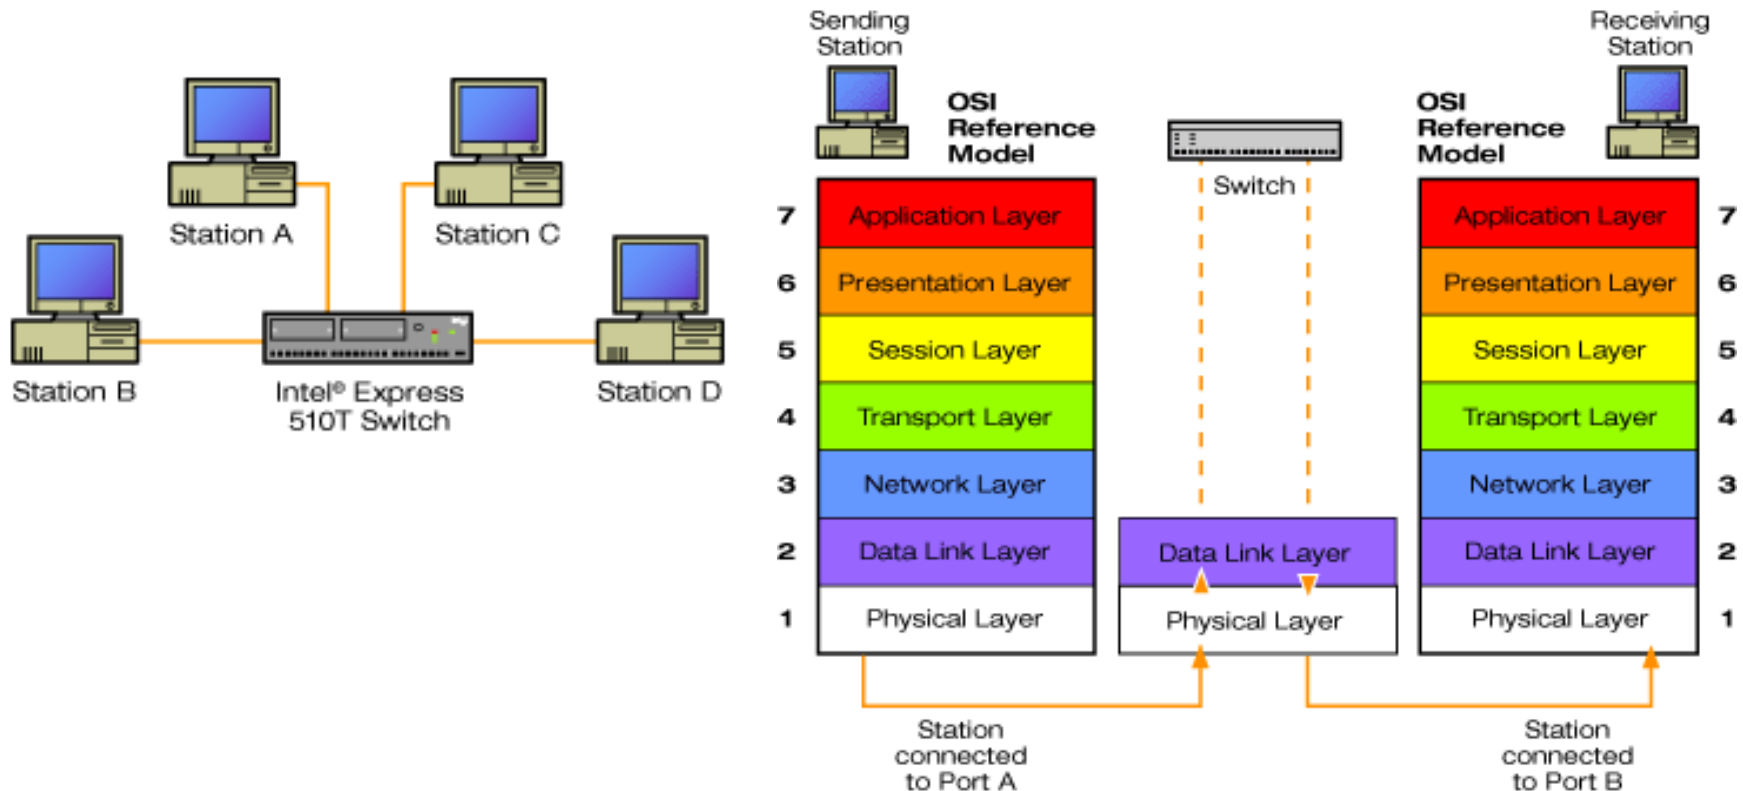 Station A
Station C
Station B
Intel® Express
510T Switch
Station D
Sending
Station
OSI
Reference
Model
Switch
OSI
Reference
Model
Receiving
Station
7 Application Layer
6 Presentation Layer
5 Session Layer
4 Transport Layer
3 Network Layer
2 Data Link Layer
1 Physical Layer
Data Link Layer
Physical Layer
Application Layer 7
Presentation Layer 6
Session Layer 5
Transport Layer 4
Network Layer 3
Data Link Layer 2
Physical Layer 1
Station
connected
to Port A
Station
connected
to Port B